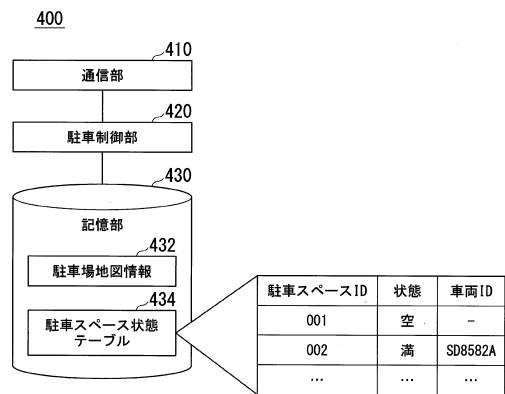 400
410
通信部
420
駐車制御部
430
記憶部
432
駐車場地図情報
434
駐車スペース状態
テーブル
駐車スペースID 状態 車両ID
001 空 -
002 満 SD8582A
… … …